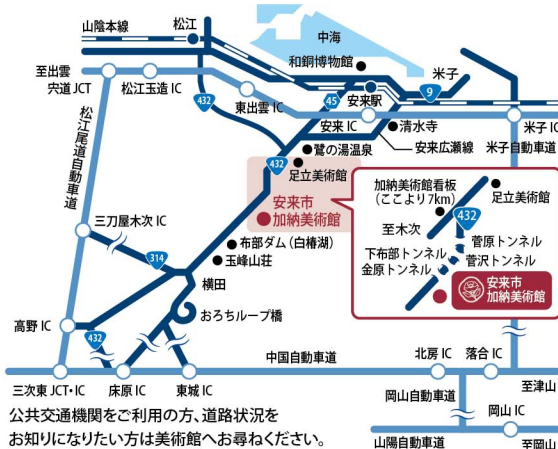 山陰本線
松江
中海
和鋼博物館
米子
至出雲
宍道 JCT
松江玉造 IC
432
東出雲 IC
45
安来駅
9
安来 IC
清水寺
米子 IC
安来広瀬線
米子自動車道
松江尾道自動車道
鷺の湯温泉
432
足立美術館
安来市
加納美術館
加納美術館看板
(ここより7km)
足立美術館
432
至木次
菅原トンネル
下布部トンネル
菅沢トンネル
金原トンネル
安来市
加納美術館
三刀屋木次 IC
314
布部ダム(白椿湖)
玉峰山荘
横田
おろちループ橋
高野 IC
432
中国自動車道
北房 IC
落合 IC
三次東 JCT・IC
床原 IC
東城 IC
至津山
岡山自動車道
岡山 IC
山陽自動車道
至岡山
公共交通機関をご利用の方、道路状況を
お知りになりたい方は美術館へお尋ねください。